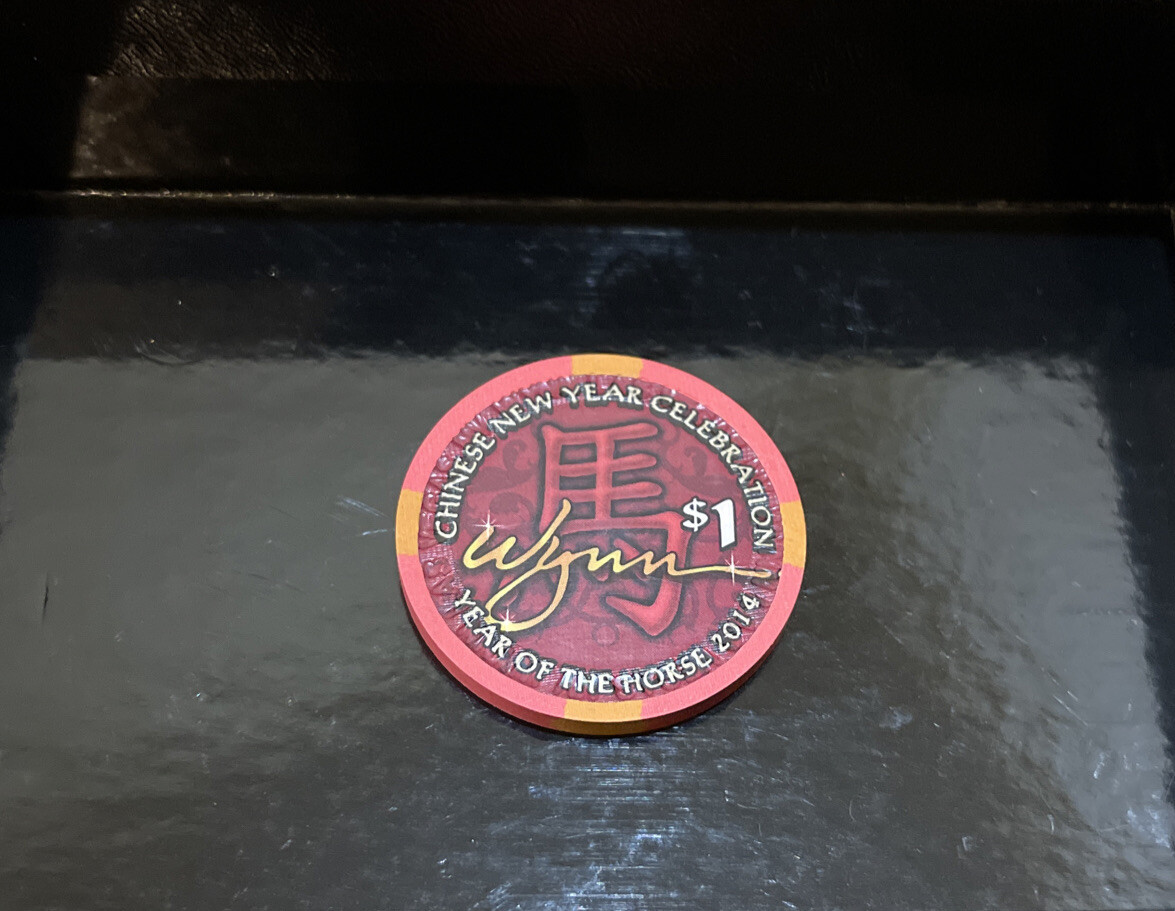 CHINESE NEW YEAR CELEBRATION
馬
$1
Wynn
YEAR OF THE HORSE 2014